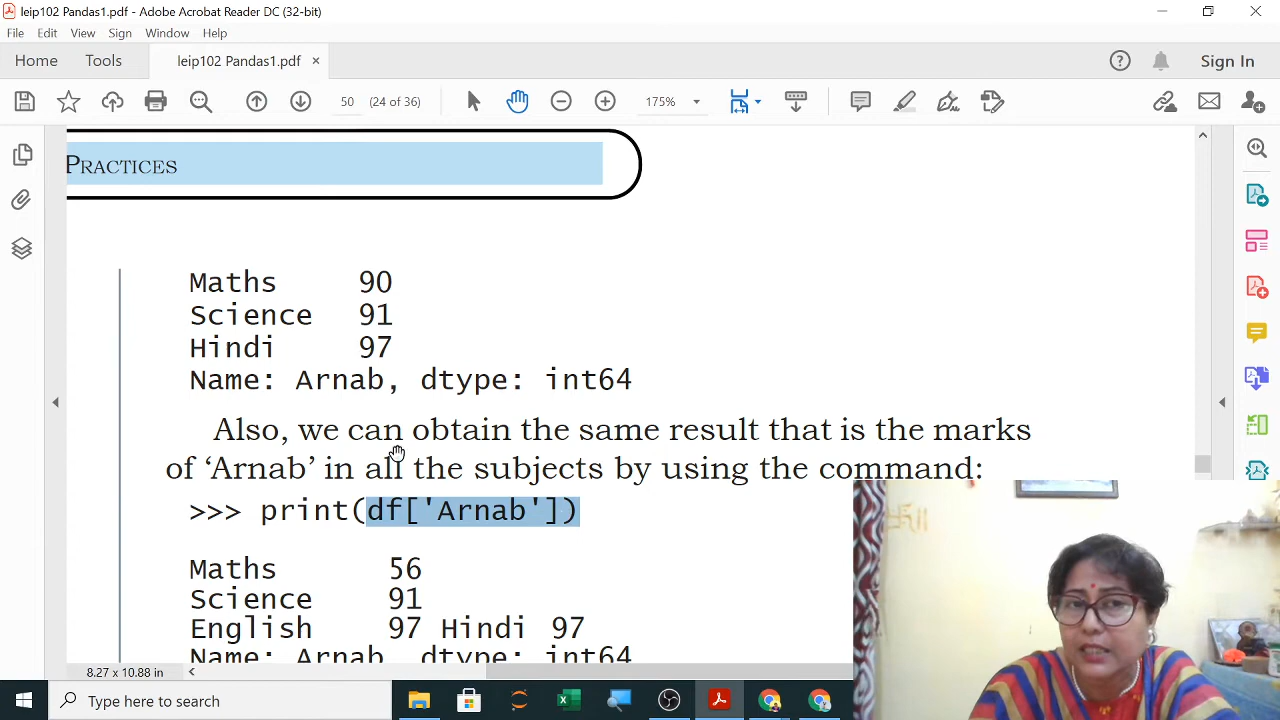 leip102 Pandas1.pdf - Adobe Acrobat Reader DC (32-bit)
File Edit View Sign Window Help
Home Tools leip102 Pandas1.pdf × Sign In
50 (24 of 36) 175%
PRACTICES
Maths 90
Science 91
Hindi 97
Name: Arnab, dtype: int64
Also, we can obtain the same result that is the marks
of ‘Arnab’ in all the subjects by using the command:
>>> print(df['Arnab'])
Maths 56
Science 91
English 97 Hindi 97
Name: Arnab, dtype: int64
8.27 x 10.88 in
Type here to search